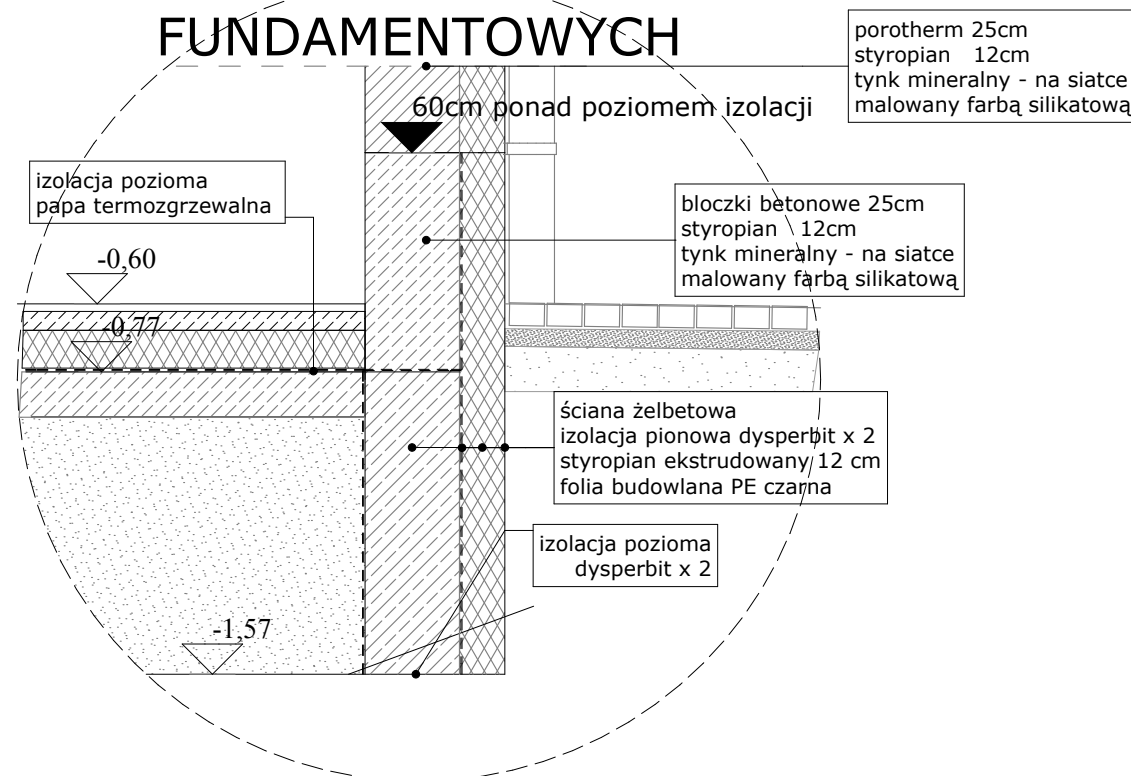 FUNDAMENTOWYCH
porotherm 25cm
styropian 12cm
tynk mineralny - na siatce
malowany farbą silikatową
60cm ponad poziomem izolacji
izolacja pozioma
papa termozgrzewalna
bloczki betonowe 25cm
styropian 12cm
tynk mineralny - na siatce
malowany farbą silikatową
-0,60
-0,77
ściana żelbetowa
izolacja pionowa dysperbit x 2
styropian ekstrudowany 12 cm
folia budowlana PE czarna
izolacja pozioma
dysperbit x 2
-1,57